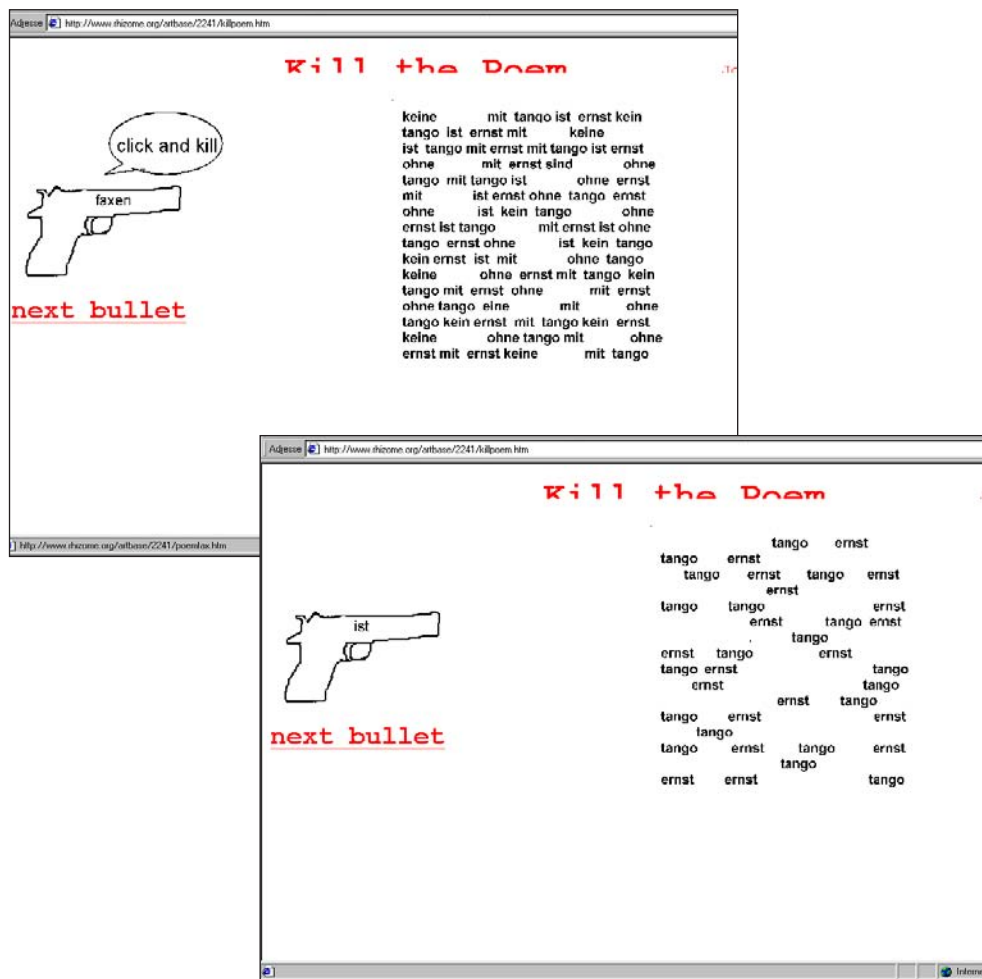 Adresse http://www.rhizome.org/artbase/2241/killpoem.htm
Kill the Poem
click and kill
faxen
next bullet
keine mit tango ist ernst kein
tango ist ernst mit keine
ist tango mit ernst mit tango ist ernst
ohne mit ernst sind ohne
tango mit tango ist ohne ernst
mit ist ernst ohne tango ernst
ohne ist kein tango ohne
ernst ist tango mit ernst ist ohne
tango ernst ohne ist kein tango
kein ernst ist mit ohne tango
keine ohne ernst mit tango kein
tango mit ernst ohne mit ernst
ohne tango eine mit ohne
tango kein ernst mit tango kein ernst
keine ohne tango mit ohne
ernst mit ernst keine mit tango
http://www.rhizome.org/artbase/2241/poemfax.htm
Adresse http://www.rhizome.org/artbase/2241/killpoem.htm
Kill the Poem
ist
next bullet
tango ernst
tango ernst
tango ernst tango ernst
ernst
tango tango ernst
ernst tango ernst
. tango
ernst tango ernst
tango ernst tango
ernst tango
ernst tango
tango ernst ernst
tango
tango ernst tango ernst
tango
ernst ernst tango